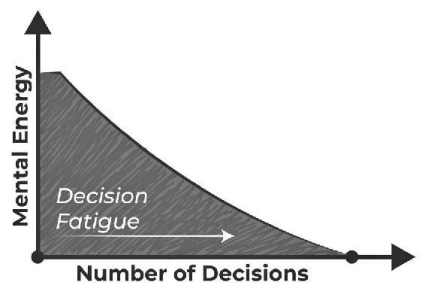 Mental Energy
Decision
Fatigue
Number of Decisions